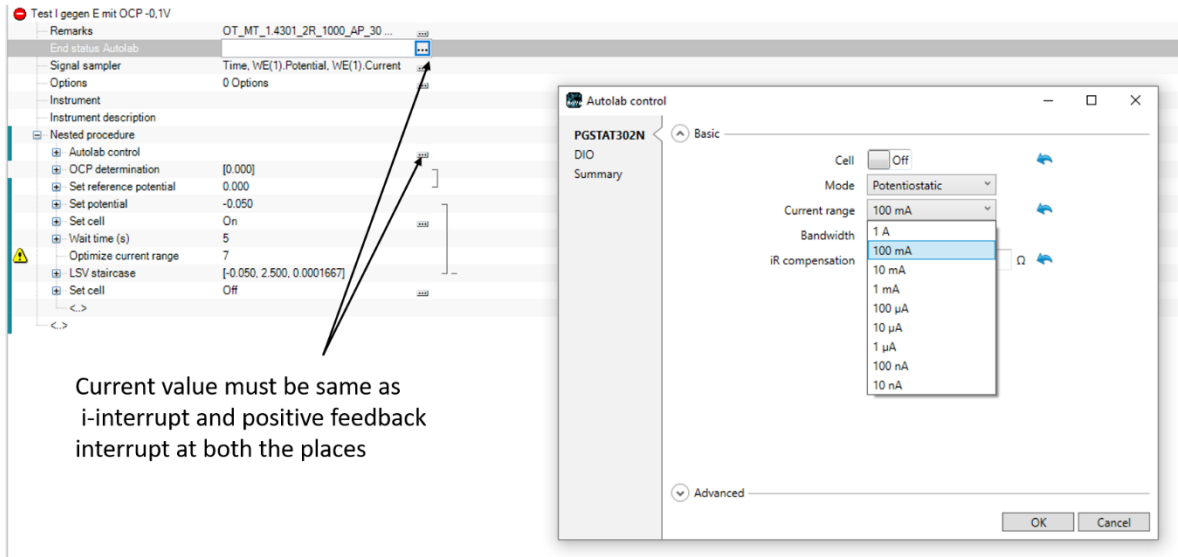 Test I gegen E mit OCP -0,1V
Remarks OT_MT_1.4301_2R_1000_AP_30 ...
End status Autolab
Signal sampler Time, WE(1).Potential, WE(1).Current
Options 0 Options
Instrument
Instrument description
Nested procedure
Autolab control
OCP determination [0.000]
Set reference potential 0.000
Set potential -0.050
Set cell On
Wait time (s) 5
Optimize current range 7
LSV staircase [-0.050, 2.500, 0.0001667]
Set cell Off
<..>
<..>
Current value must be same as
i-interrupt and positive feedback
interrupt at both the places
Autolab control
PGSTAT302N
DIO
Summary
Basic
Cell Off
Mode Potentiostatic
Current range 100 mA
Bandwidth
iR compensation Ω
1 A
100 mA
10 mA
1 mA
100 µA
10 µA
1 µA
100 nA
10 nA
Advanced
OK Cancel